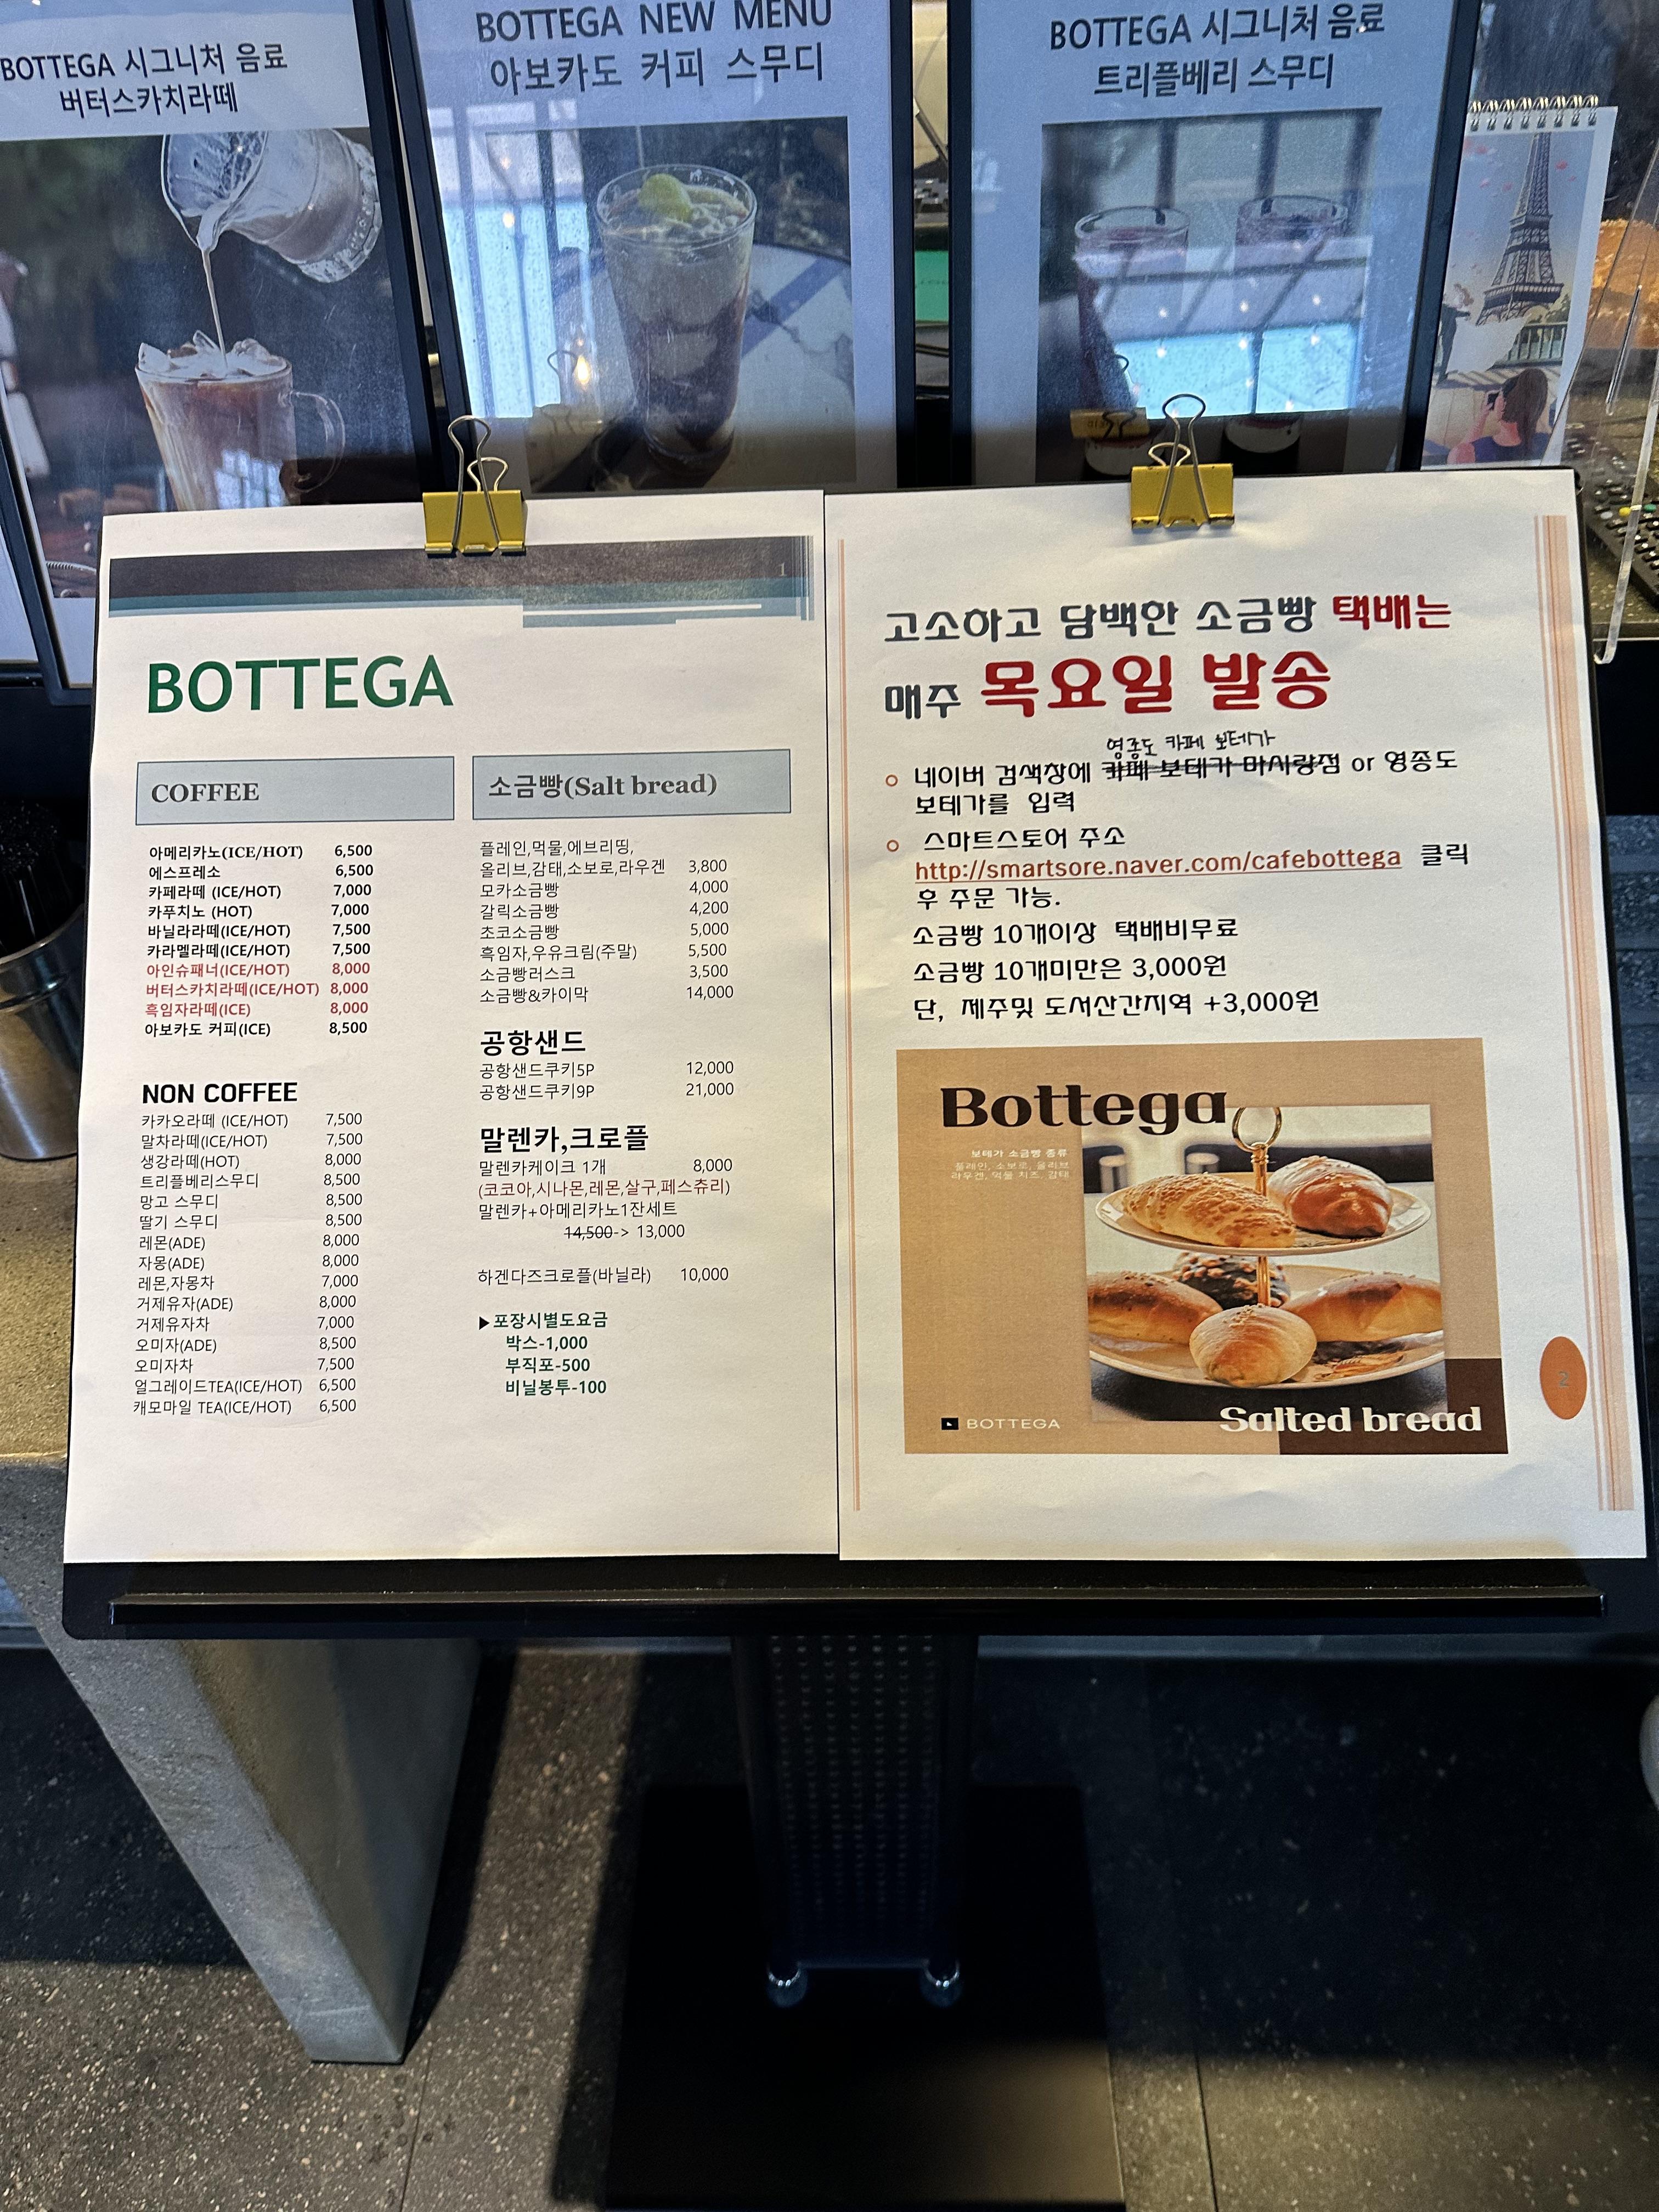 BOTTEGA 시그니처 음료
버터스카치라떼
BOTTEGA NEW MENU
아보카도 커피 스무디
BOTTEGA 시그니처 음료
트리플베리 스무디
1
BOTTEGA
COFFEE
아메리카노(ICE/HOT) 6,500
에스프레소 6,500
카페라떼 (ICE/HOT) 7,000
카푸치노 (HOT) 7,000
바닐라라떼(ICE/HOT) 7,500
카라멜라떼(ICE/HOT) 7,500
아인슈패너(ICE/HOT) 8,000
버터스카치라떼(ICE/HOT) 8,000
흑임자라떼(ICE) 8,000
아보카도 커피(ICE) 8,500
NON COFFEE
카카오라떼 (ICE/HOT) 7,500
말차라떼(ICE/HOT) 7,500
생강라떼(HOT) 8,000
트리플베리스무디 8,500
망고 스무디 8,500
딸기 스무디 8,500
레몬(ADE) 8,000
자몽(ADE) 8,000
레몬,자몽차 7,000
거제유자(ADE) 8,000
거제유자차 7,000
오미자(ADE) 8,500
오미자차 7,500
얼그레이드TEA(ICE/HOT) 6,500
캐모마일 TEA(ICE/HOT) 6,500
소금빵(Salt bread)
플레인,먹물,에브리띵,
올리브,감태,소보로,라우겐 3,800
모카소금빵 4,000
갈릭소금빵 4,200
초코소금빵 5,000
흑임자,우유크림(주말) 5,500
소금빵러스크 3,500
소금빵&카이막 14,000
공항샌드
공항샌드쿠키5P 12,000
공항샌드쿠키9P 21,000
말렌카,크로플
말렌카케이크 1개 8,000
(코코아,시나몬,레몬,살구,페스츄리)
말렌카+아메리카노1잔세트
14,500-> 13,000
하겐다즈크로플(바닐라) 10,000
▶포장시별도요금
박스-1,000
부직포-500
비닐봉투-100
고소하고 담백한 소금빵 택배는
매주 목요일 발송
영종도 카페 보테가
네이버 검색창에 카페 보테가 마시랑점 or 영종도
보테가를 입력
스마트스토어 주소
http://smartsore.naver.com/cafebottega 클릭
후 주문 가능.
소금빵 10개이상 택배비무료
소금빵 10개미만은 3,000원
단, 제주및 도서산간지역 +3,000원
Bottega
보테가 소금빵 종류
플레인, 소보로, 올리브
라우겐, 먹물 치즈, 감태
BOTTEGA
Salted bread
2